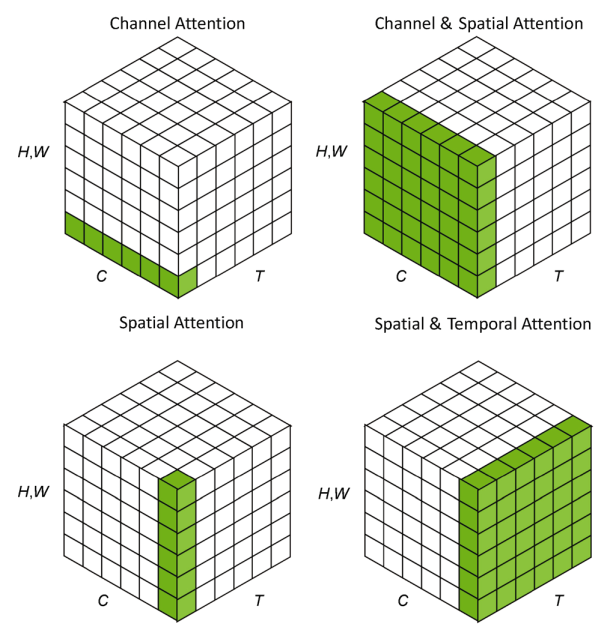 Channel Attention
Channel & Spatial Attention
H,W
H,W
C
T
C
T
Spatial Attention
Spatial & Temporal Attention
H,W
H,W
C
T
C
T